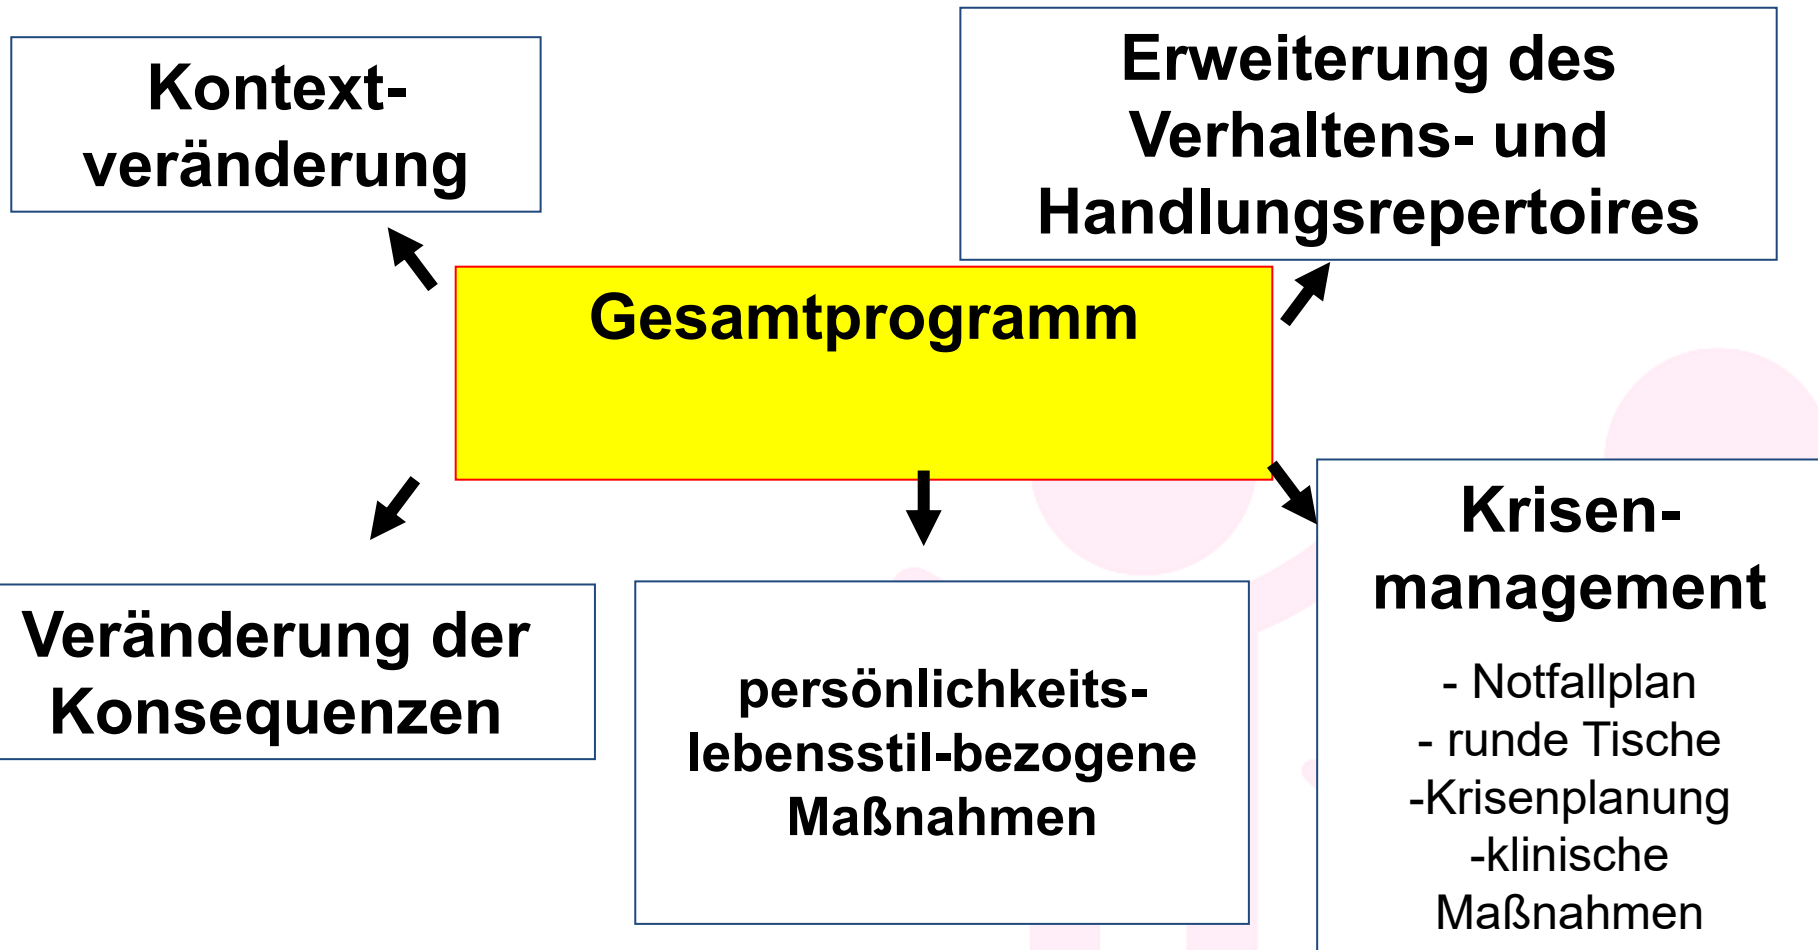 Kontext-
veränderung
Erweiterung des
Verhaltens- und
Handlungsrepertoires
Gesamtprogramm
Veränderung der
Konsequenzen
persönlichkeits-
lebensstil-bezogene
Maßnahmen
Krisen-
management
- Notfallplan
- runde Tische
-Krisenplanung
-klinische
Maßnahmen